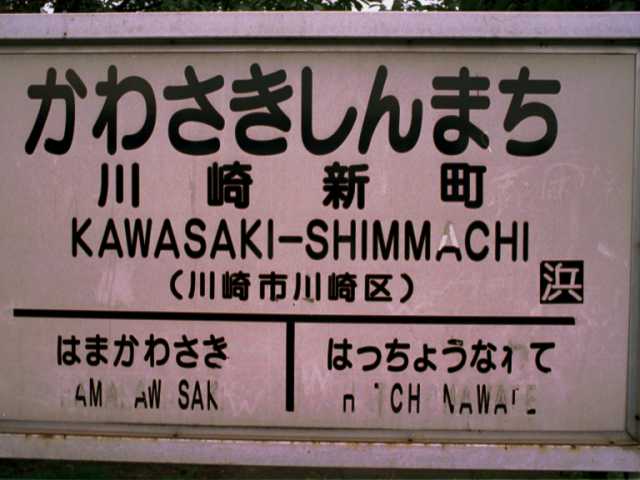 かわさきしんまち
川崎新町
KAWASAKI-SHIMMACHI
（川崎市川崎区） 浜
はまかわさき はっちょうなわて